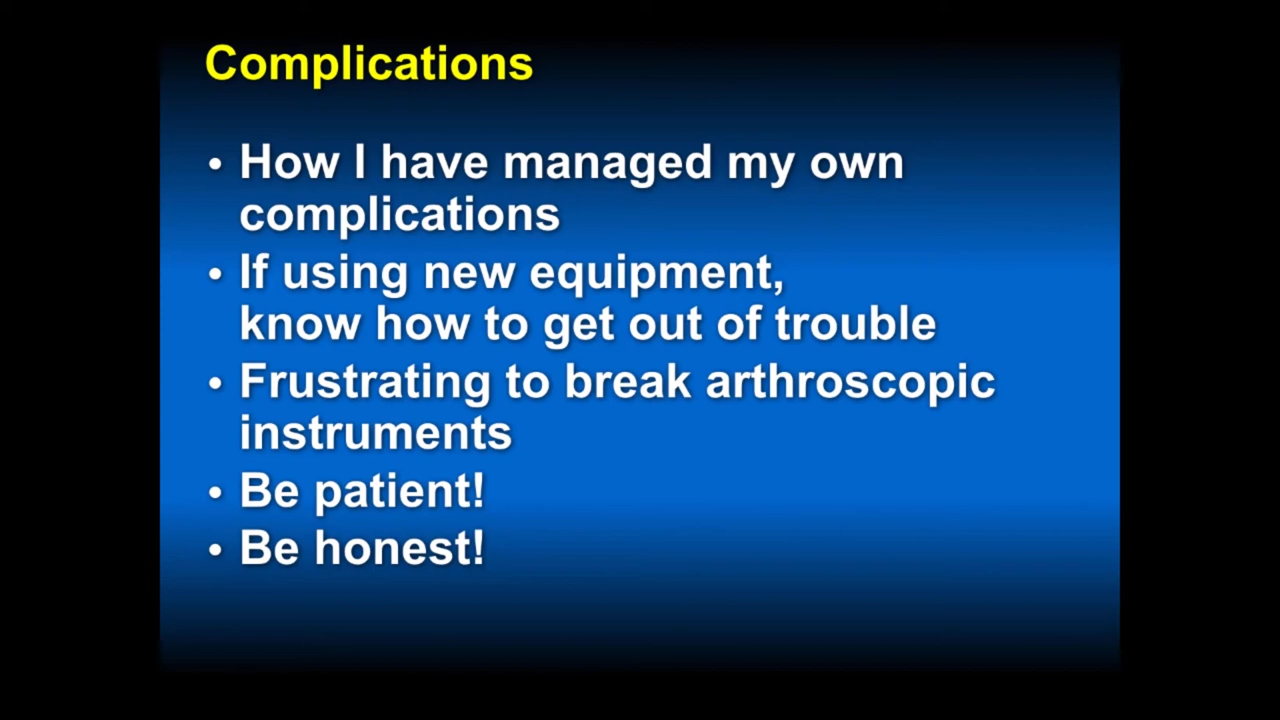 Complications
• How I have managed my own
complications
• If using new equipment,
know how to get out of trouble
• Frustrating to break arthroscopic
instruments
• Be patient!
• Be honest!